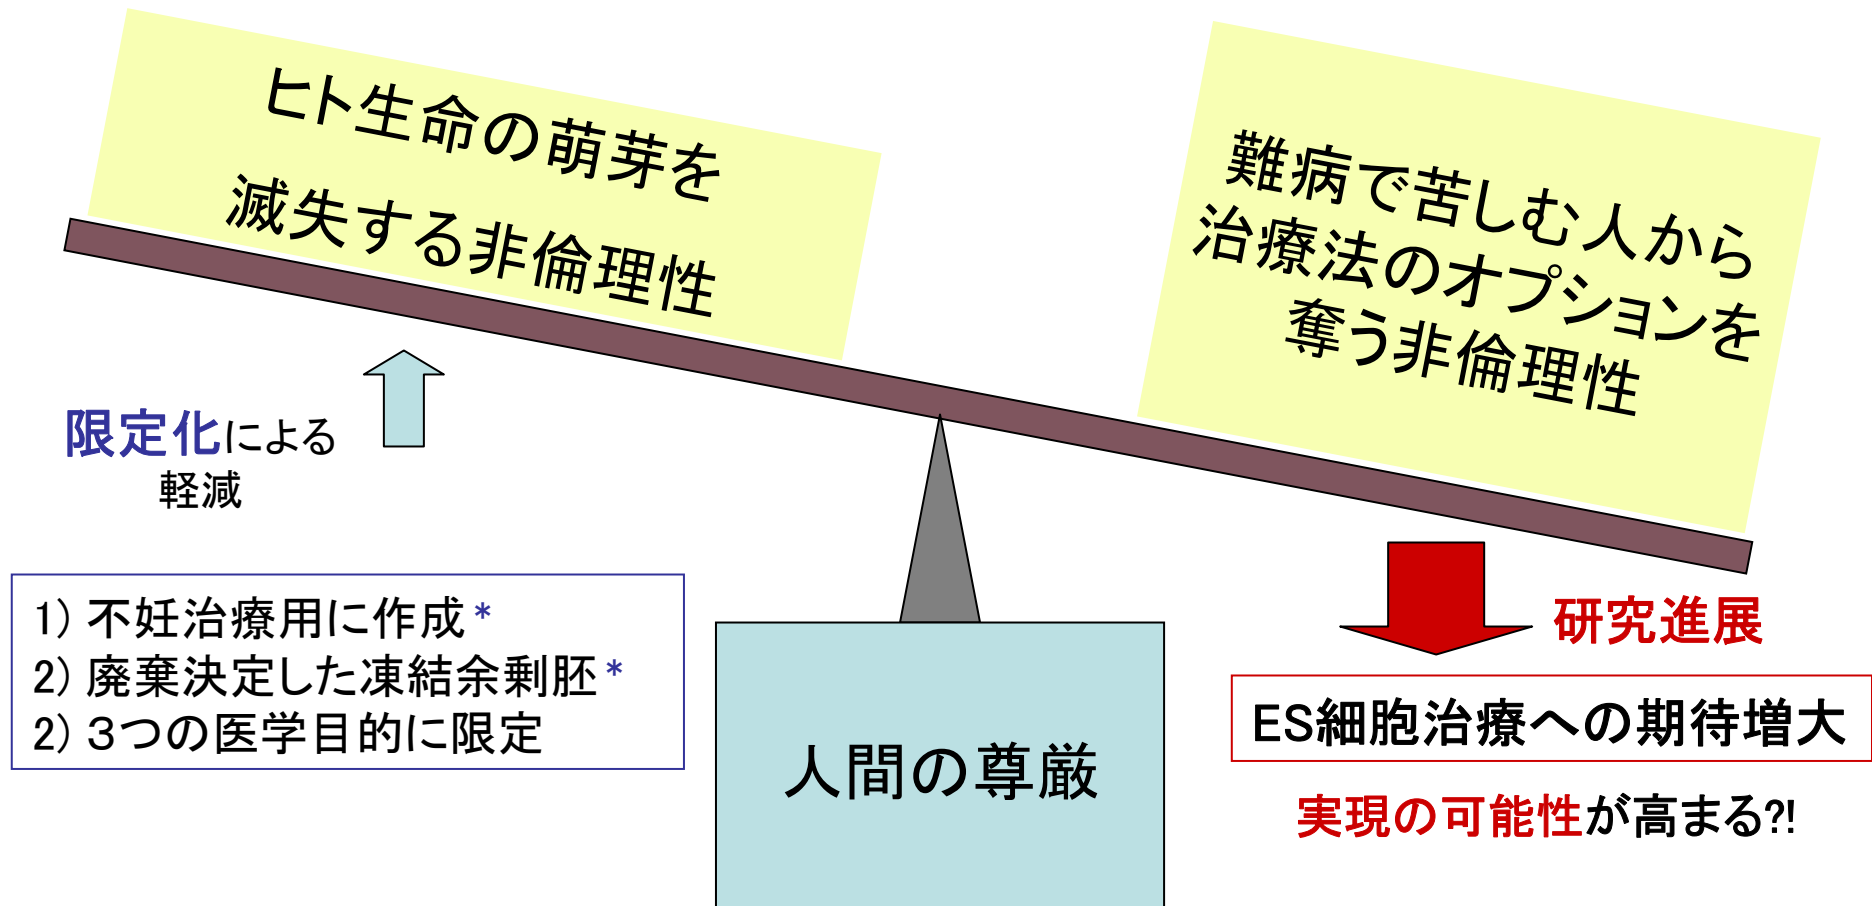 ヒト生命の萌芽を
滅失する非倫理性
難病で苦しむ人から
治療法のオプションを
奪う非倫理性
限定化による
軽減
1) 不妊治療用に作成*
2) 廃棄決定した凍結余剰胚*
2) ３つの医学目的に限定
人間の尊厳
研究進展
ES細胞治療への期待増大
実現の可能性が高まる?!